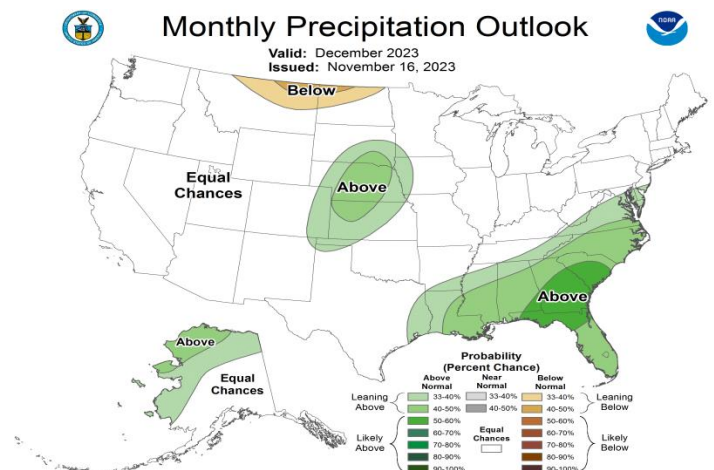 Monthly Precipitation Outlook
Valid: December 2023
Issued: November 16, 2023
NOAA
Below
Equal
Chances
Above
Above
Above
Equal
Chances
Probability
(Percent Chance)
Above
Normal
Near
Normal
Below
Normal
Leaning
Above
33-40% 33-40% 33-40%
40-50% 40-50% 40-50%
Leaning
Below
Likely
Above
50-60% 50-60%
60-70% 60-70%
70-80% 70-80%
80-90% 80-90%
90-100% 90-100%
Equal
Chances
Likely
Below